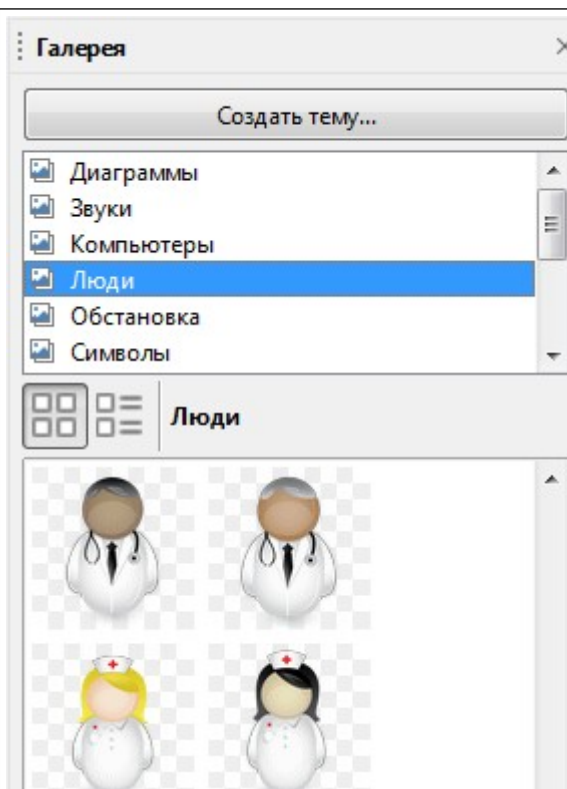 Галерея
Создать тему...
Диаграммы
Звуки
Компьютеры
Люди
Обстановка
Символы
Люди